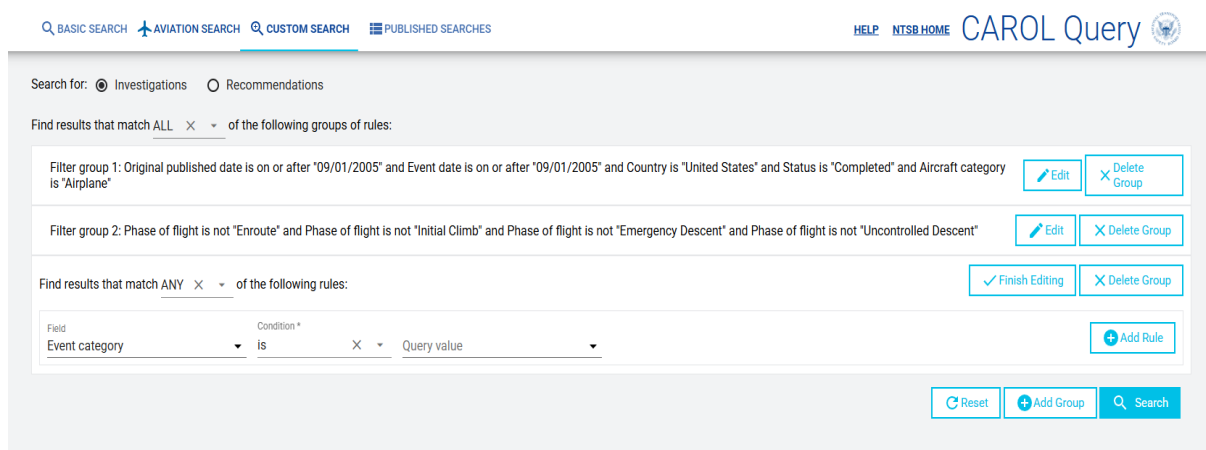 BASIC SEARCH AVIATION SEARCH CUSTOM SEARCH PUBLISHED SEARCHES HELP NTSB HOME CAROL Query
Search for: Investigations Recommendations
Find results that match ALL of the following groups of rules:
Filter group 1: Original published date is on or after "09/01/2005" and Event date is on or after "09/01/2005" and Country is "United States" and Status is "Completed" and Aircraft category
is "Airplane"
Edit Delete
Group
Filter group 2: Phase of flight is not "Enroute" and Phase of flight is not "Initial Climb" and Phase of flight is not "Emergency Descent" and Phase of flight is not "Uncontrolled Descent" Edit Delete Group
Find results that match ANY of the following rules: Finish Editing Delete Group
Field Condition *
Event category is Query value Add Rule
Reset Add Group Search